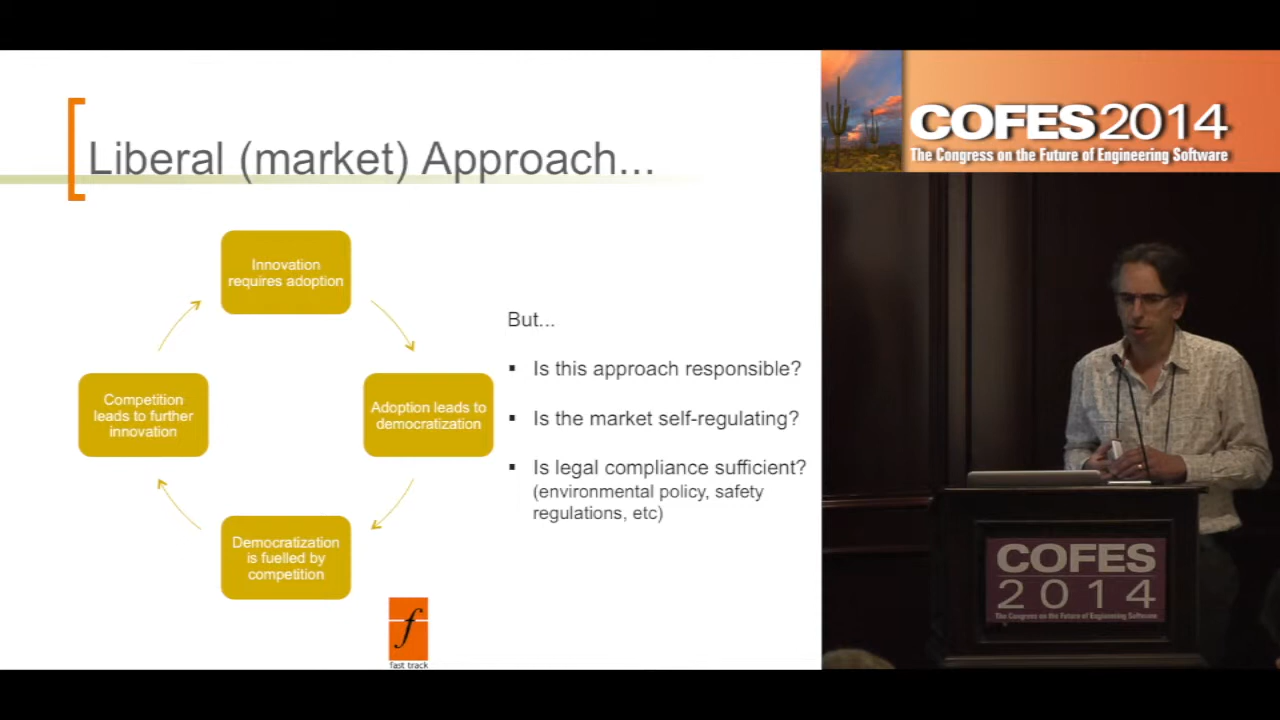 Liberal (market) Approach...
Innovation
requires adoption
Adoption leads to
democratization
Democratization
is fuelled by
competition
Competition
leads to further
innovation
But...
▪ Is this approach responsible?
▪ Is the market self-regulating?
▪ Is legal compliance sufficient?
(environmental policy, safety
regulations, etc)
f
fast track
COFES2014
The Congress on the Future of Engineering Software
COFES
2014
The Congress on the Future of Engineering Software